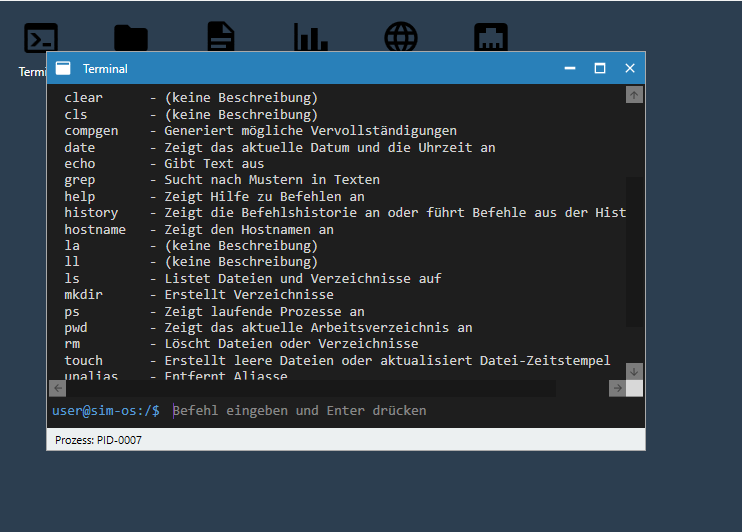 Termi
Terminal
clear - (keine Beschreibung)
cls - (keine Beschreibung)
compgen - Generiert mögliche Vervollständigungen
date - Zeigt das aktuelle Datum und die Uhrzeit an
echo - Gibt Text aus
grep - Sucht nach Mustern in Texten
help - Zeigt Hilfe zu Befehlen an
history - Zeigt die Befehlshistorie an oder führt Befehle aus der Hist
hostname - Zeigt den Hostnamen an
la - (keine Beschreibung)
ll - (keine Beschreibung)
ls - Listet Dateien und Verzeichnisse auf
mkdir - Erstellt Verzeichnisse
ps - Zeigt laufende Prozesse an
pwd - Zeigt das aktuelle Arbeitsverzeichnis an
rm - Löscht Dateien oder Verzeichnisse
touch - Erstellt leere Dateien oder aktualisiert Datei-Zeitstempel
unalias - Entfernt Aliasse
user@sim-os:/$ Befehl eingeben und Enter drücken
Prozess: PID-0007